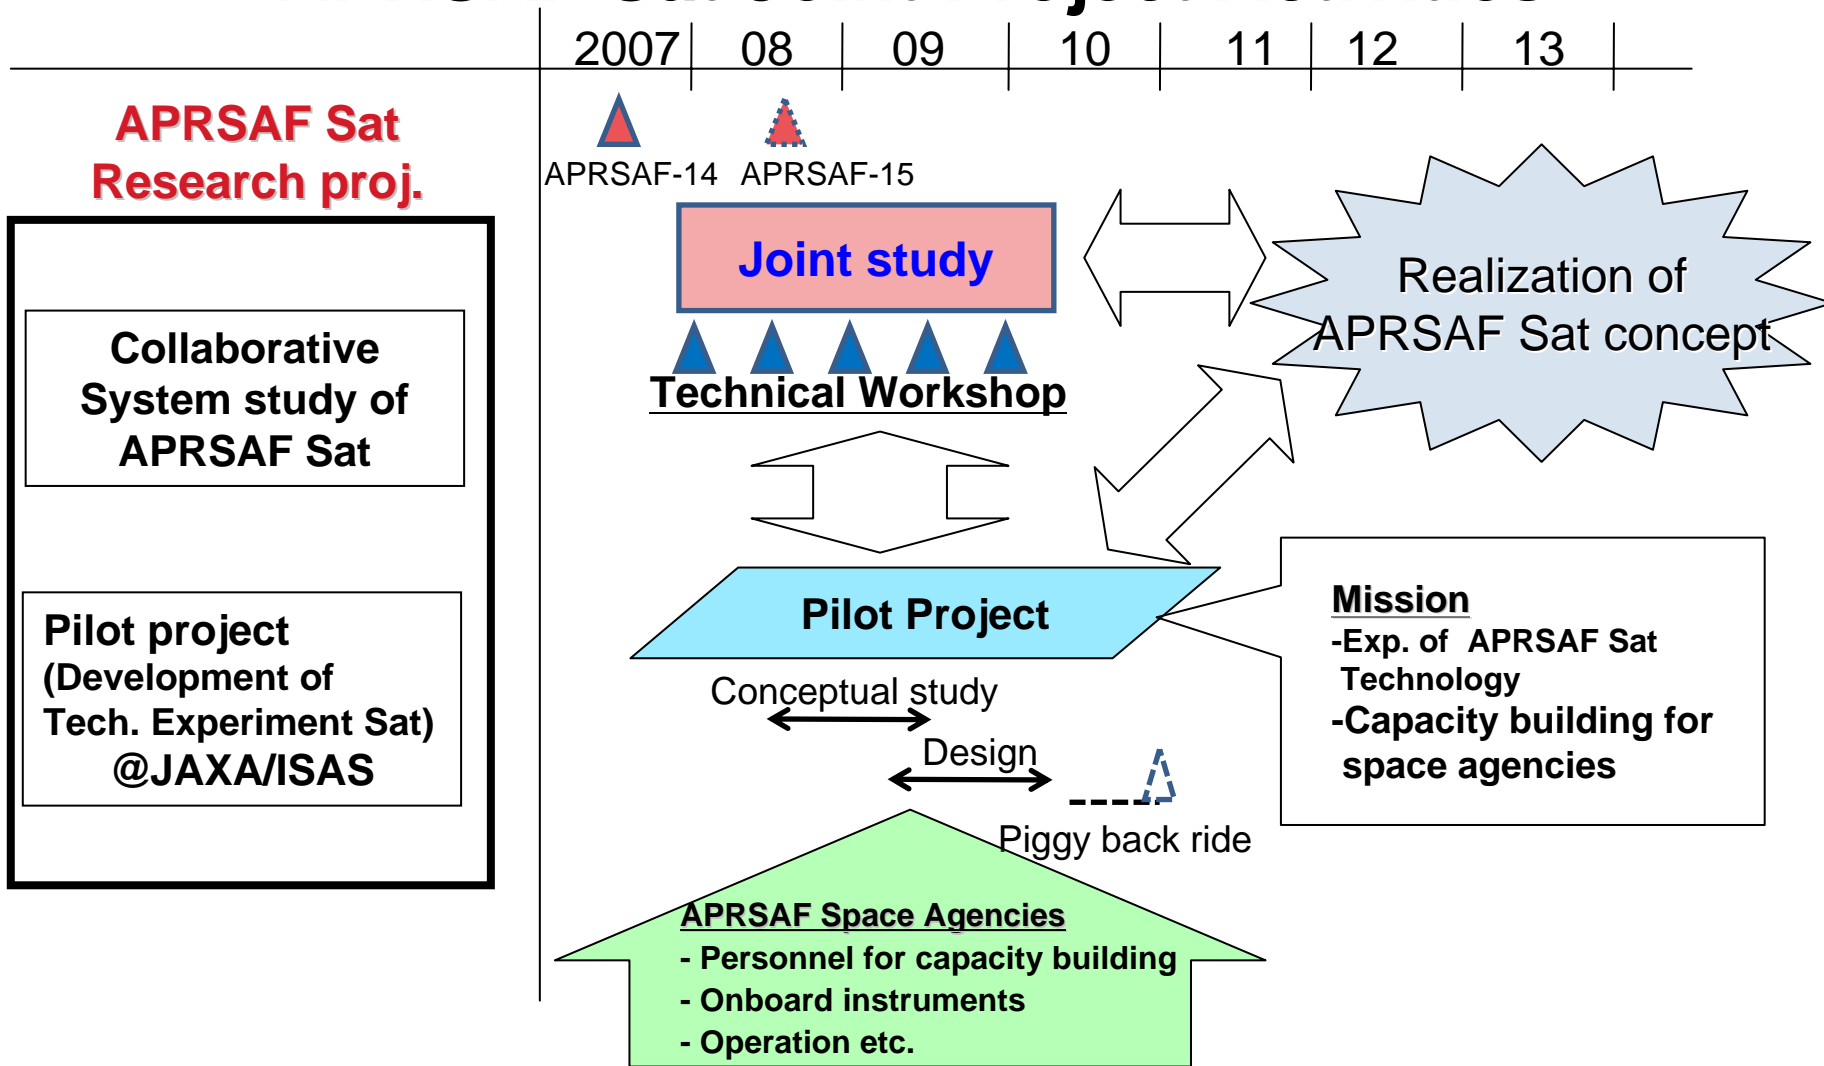 2007 08 09 10 11 12 13
APRSAF Sat
Research proj.
APRSAF-14 APRSAF-15
Joint study
Realization of
APRSAF Sat concept
Collaborative
System study of
APRSAF Sat
Technical Workshop
Pilot project
(Development of
Tech. Experiment Sat)
@JAXA/ISAS
Pilot Project
Mission
-Exp. of APRSAF Sat
Technology
-Capacity building for
space agencies
Conceptual study
Design
Piggy back ride
APRSAF Space Agencies
- Personnel for capacity building
- Onboard instruments
- Operation etc.